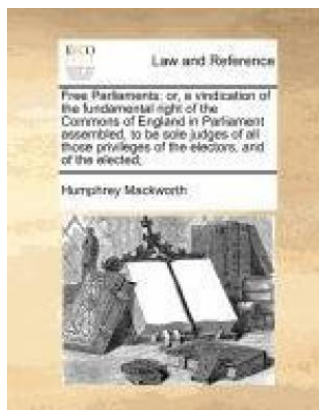 ECCO
Law and Reference
Free Parliaments: or, a vindication of
the fundamental right of the
Commons of England in Parliament
assembled, to be sole judges of all
those privileges of the electors, and
of the elected;
Humphrey Mackworth